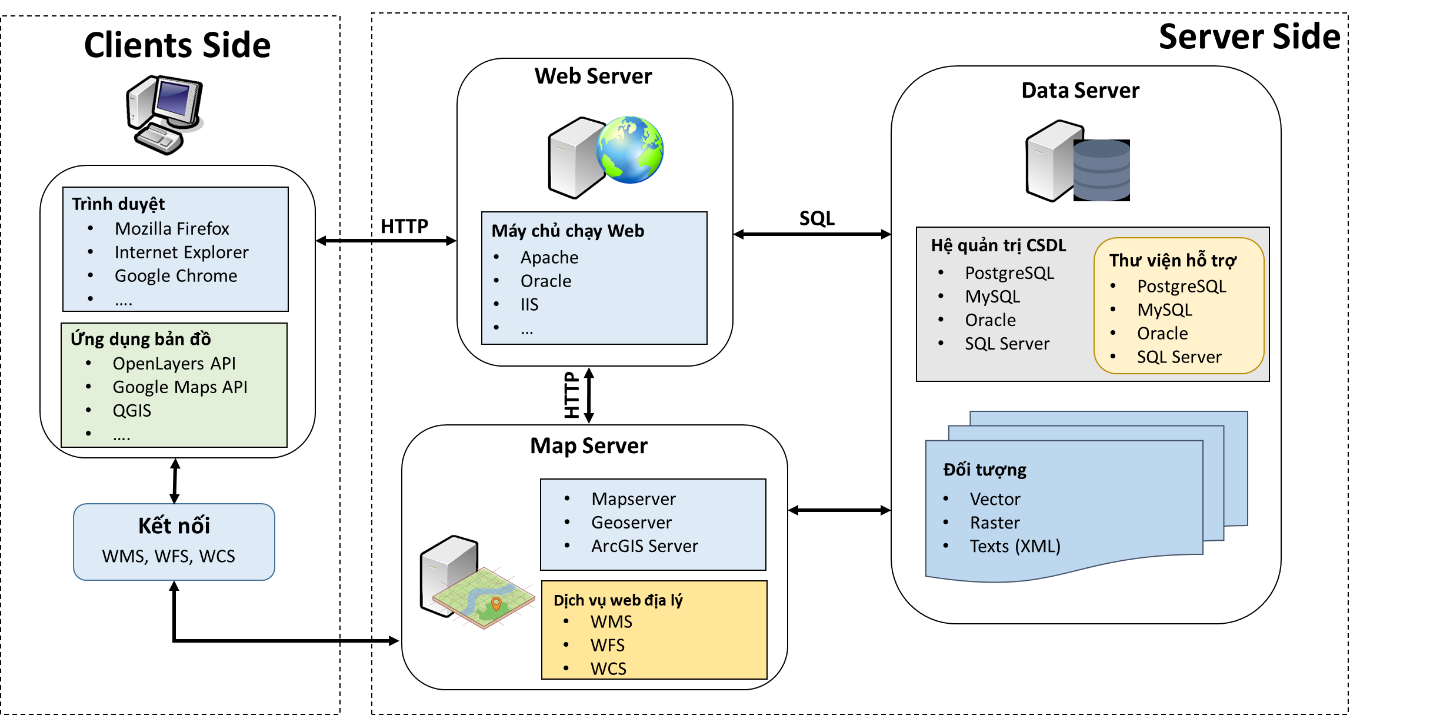 Clients Side
Trình duyệt
• Mozilla Firefox
• Internet Explorer
• Google Chrome
• ....
Ứng dụng bản đồ
• OpenLayers API
• Google Maps API
• QGIS
• ....
Kết nối
WMS, WFS, WCS
HTTP
Server Side
Web Server
Máy chủ chạy Web
• Apache
• Oracle
• IIS
• ...
SQL
HTTP
Map Server
• Mapserver
• Geoserver
• ArcGIS Server
Dịch vụ web địa lý
• WMS
• WFS
• WCS
Data Server
Hệ quản trị CSDL
• PostgreSQL
• MySQL
• Oracle
• SQL Server
Thư viện hỗ trợ
• PostgreSQL
• MySQL
• Oracle
• SQL Server
Đối tượng
• Vector
• Raster
• Texts (XML)